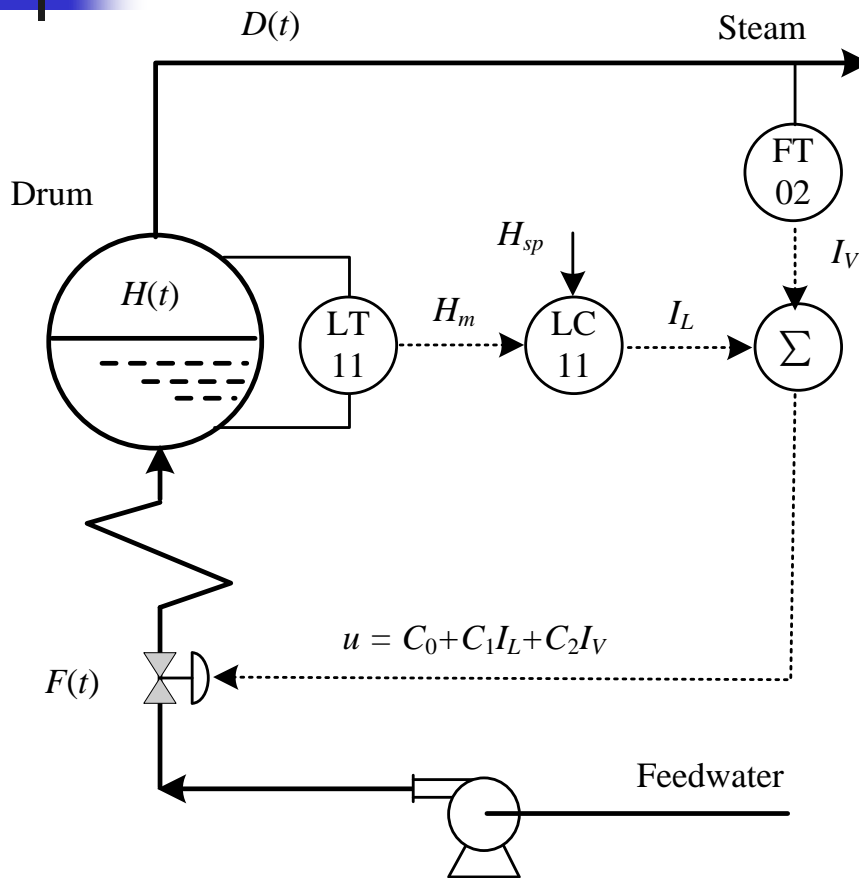 D(t)
Steam
FT
02
Drum
H_sp
I_V
H(t)
LT
11
H_m
LC
11
I_L
Σ
u = C_0+C_1I_L+C_2I_V
F(t)
Feedwater